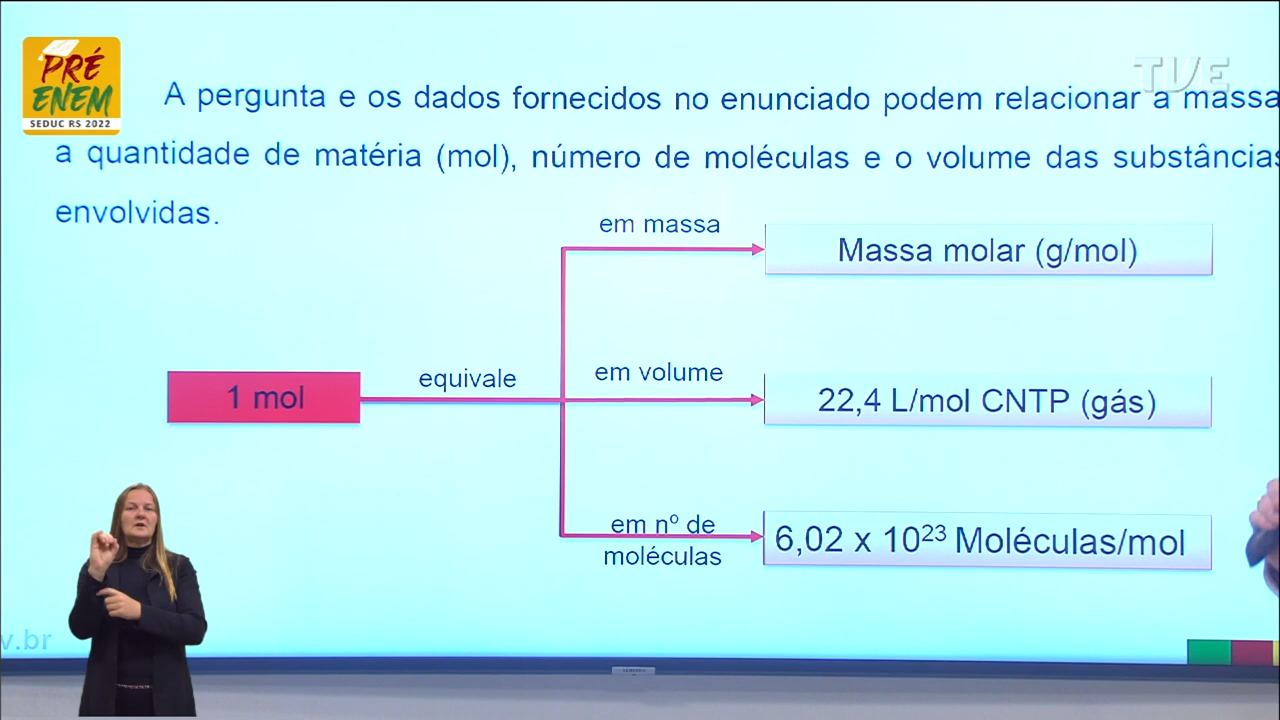 PRÉ
ENEM
SEDUC RS 2022
TVE
A pergunta e os dados fornecidos no enunciado podem relacionar a massa
a quantidade de matéria (mol), número de moléculas e o volume das substâncias
envolvidas.
em massa
Massa molar (g/mol)
1 mol
equivale
em volume
22,4 L/mol CNTP (gás)
em nº de
moléculas
6,02 x 10²³ Moléculas/mol
v.br